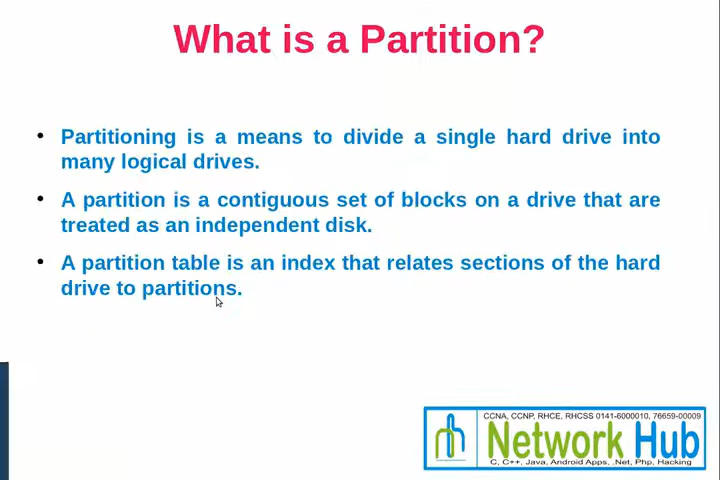 What is a Partition?
• Partitioning is a means to divide a single hard drive into
many logical drives.
• A partition is a contiguous set of blocks on a drive that are
treated as an independent disk.
• A partition table is an index that relates sections of the hard
drive to partitions.
CCNA, CCNP, RHCE, RHCSS 0141-6000010, 76659-00009
Network Hub
C, C++, Java, Android Apps, .Net, Php, Hacking